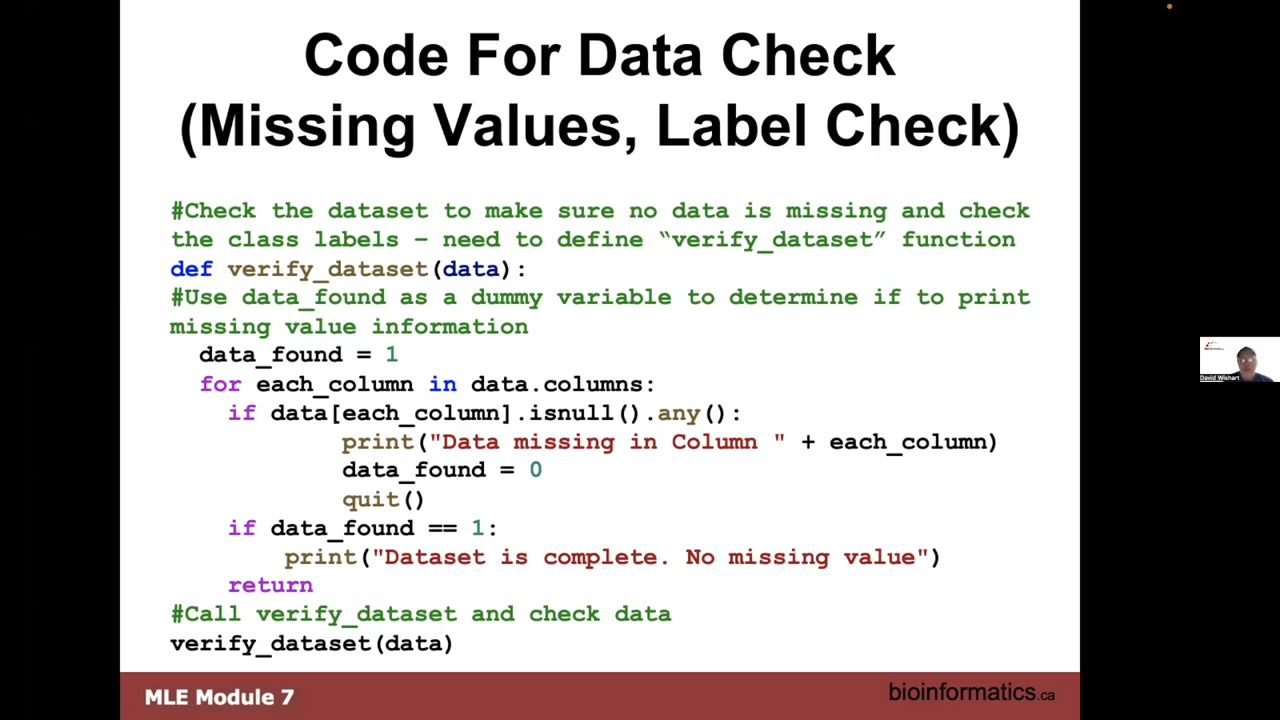 Code For Data Check
(Missing Values, Label Check)
#Check the dataset to make sure no data is missing and check
the class labels – need to define “verify_dataset” function
def verify_dataset(data):
#Use data_found as a dummy variable to determine if to print
missing value information
data_found = 1
for each_column in data.columns:
if data[each_column].isnull().any():
print("Data missing in Column " + each_column)
data_found = 0
quit()
if data_found == 1:
print("Dataset is complete. No missing value")
return
#Call verify_dataset and check data
verify_dataset(data)
MLE Module 7
bioinformatics.ca
David Wishart